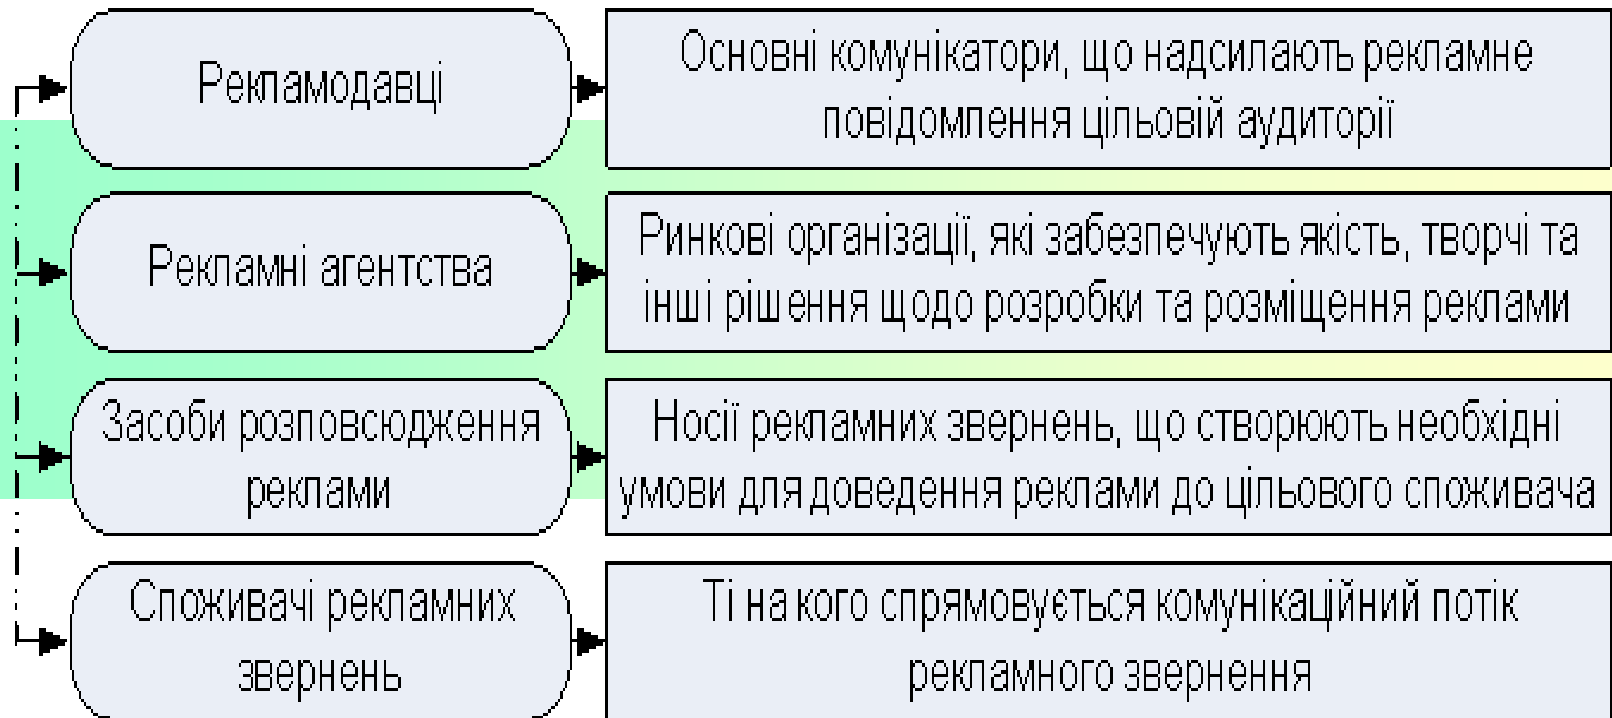 Рекламодавці
Основні комунікатори, що надсилають рекламне
повідомлення цільовій аудиторії
Рекламні агентства
Ринкові організації, які забезпечують якість, творчі та
інші рішення щодо розробки та розміщення реклами
Засоби розповсюдження
реклами
Носії рекламних звернень, що створюють необхідні
умови для доведення реклами до цільового споживача
Споживачі рекламних
звернень
Ті на кого спрямовується комунікаційний потік
рекламного звернення